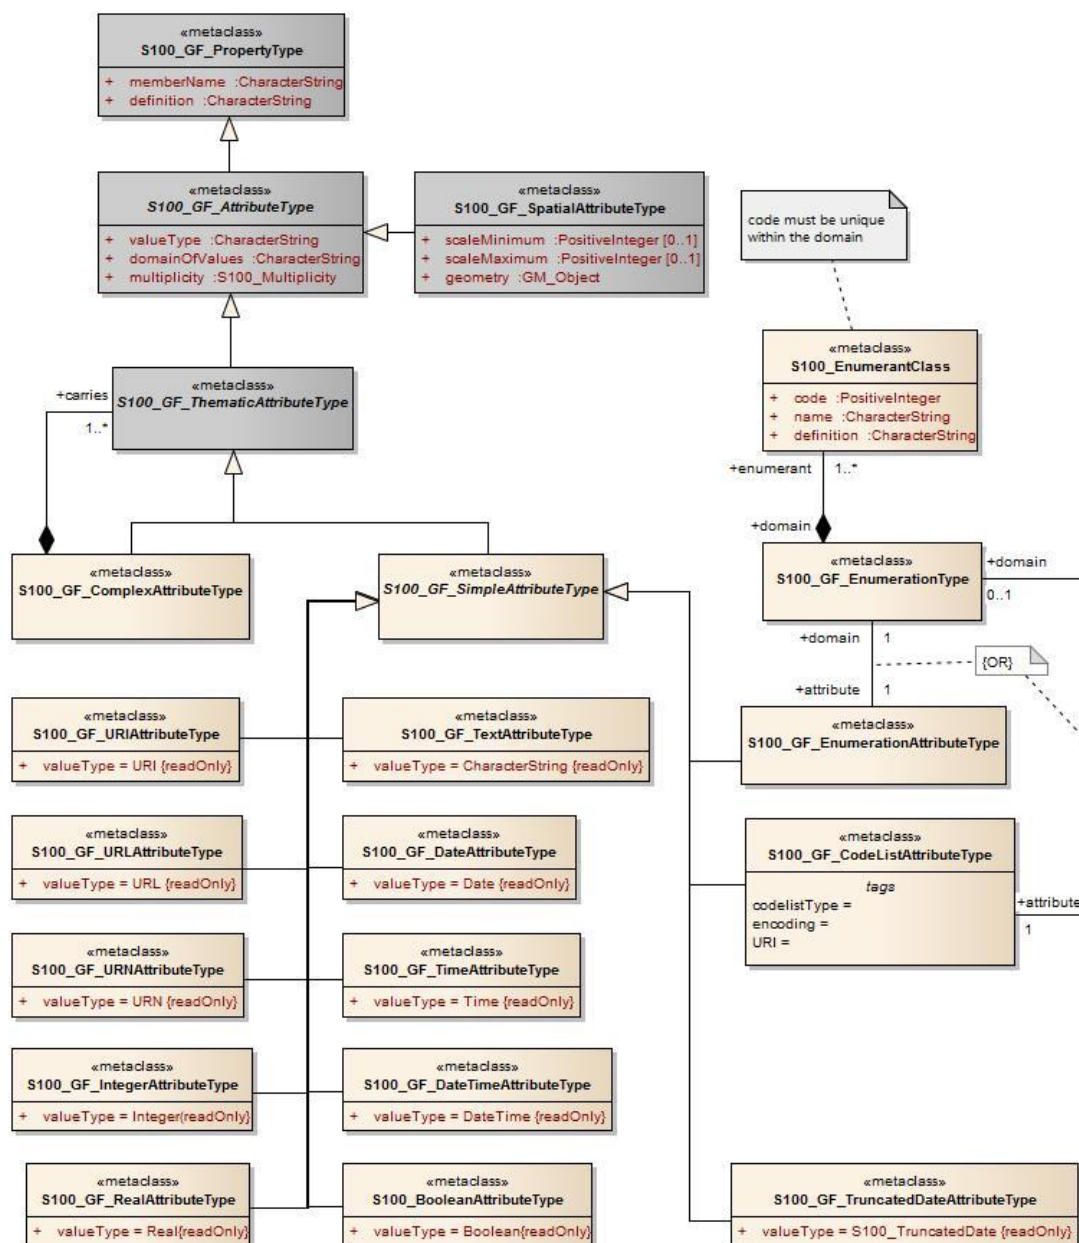 «metaclass»
S100_GF_PropertyType
+ memberName :CharacterString
+ definition :CharacterString
«metaclass»
S100_GF_AttributeType
+ valueType :CharacterString
+ domainOfValues :CharacterString
+ multiplicity :S100_Multiplicity
«metaclass»
S100_GF_SpatialAttributeType
+ scaleMinimum :PositiveInteger [0..1]
+ scaleMaximum :PositiveInteger [0..1]
+ geometry :GM_Object
code must be unique
within the domain
«metaclass»
S100_EnumerantClass
+ code :PositiveInteger
+ name :CharacterString
+ definition :CharacterString
+carries
1..*
«metaclass»
S100_GF_ThematicAttributeType
+enumerant
1..*
+domain
«metaclass»
S100_GF_ComplexAttributeType
«metaclass»
S100_GF_SimpleAttributeType
«metaclass»
S100_GF_EnumerationType
+domain
0..1
+domain
1
{OR}
+attribute
1
«metaclass»
S100_GF_URIAttributeType
+ valueType = URI {readOnly}
«metaclass»
S100_GF_TextAttributeType
+ valueType = CharacterString {readOnly}
«metaclass»
S100_GF_EnumerationAttributeType
«metaclass»
S100_GF_URLAttributeType
+ valueType = URL {readOnly}
«metaclass»
S100_GF_DateAttributeType
+ valueType = Date {readOnly}
«metaclass»
S100_GF_CodeListAttributeType
tags
codelistType =
encoding =
URI =
+attribute
1
«metaclass»
S100_GF_URNAttributeType
+ valueType = URN {readOnly}
«metaclass»
S100_GF_TimeAttributeType
+ valueType = Time {readOnly}
«metaclass»
S100_GF_IntegerAttributeType
+ valueType = Integer(readOnly}
«metaclass»
S100_GF_DateTimeAttributeType
+ valueType = DateTime {readOnly}
«metaclass»
S100_GF_RealAttributeType
+ valueType = Real{readOnly}
«metaclass»
S100_BooleanAttributeType
+ valueType = Boolean{readOnly}
«metaclass»
S100_GF_TruncatedDateAttributeType
+ valueType = S100_TruncatedDate {readOnly}